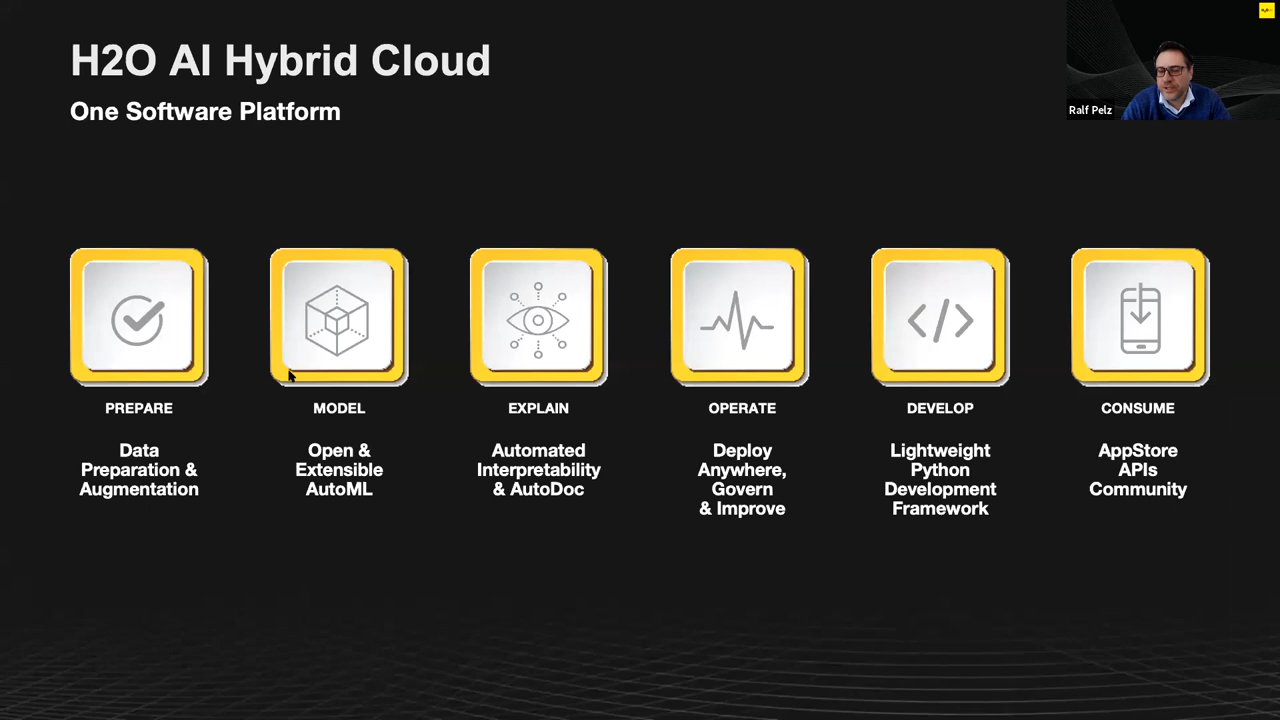 H2O AI Hybrid Cloud
One Software Platform
Ralf Pelz
PREPARE
Data
Preparation &
Augmentation
MODEL
Open &
Extensible
AutoML
EXPLAIN
Automated
Interpretability
& AutoDoc
OPERATE
Deploy
Anywhere,
Govern
& Improve
DEVELOP
Lightweight
Python
Development
Framework
CONSUME
AppStore
APIs
Community